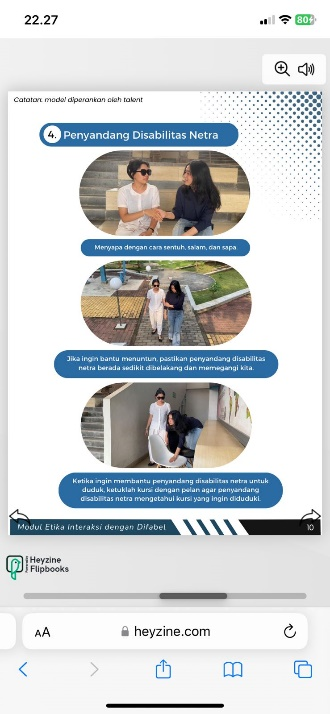 22.27
80
Catatan: model diperankan oleh talent
4. Penyandang Disabilitas Netra
Menyapa dengan cara sentuh, salam, dan sapa.
Jika ingin bantu menuntun, pastikan penyandang disabilitas
netra berada sedikit dibelakang dan memegangi kita.
Ketika ingin membantu penyandang disabilitas netra untuk
duduk, ketuklah kursi dengan pelan agar penyandang
disabilitas netra mengetahui kursi yang ingin diduduki.
Modul Etika Interaksi dengan Difabel
10
Heyzine
Flipbooks
AA
heyzine.com